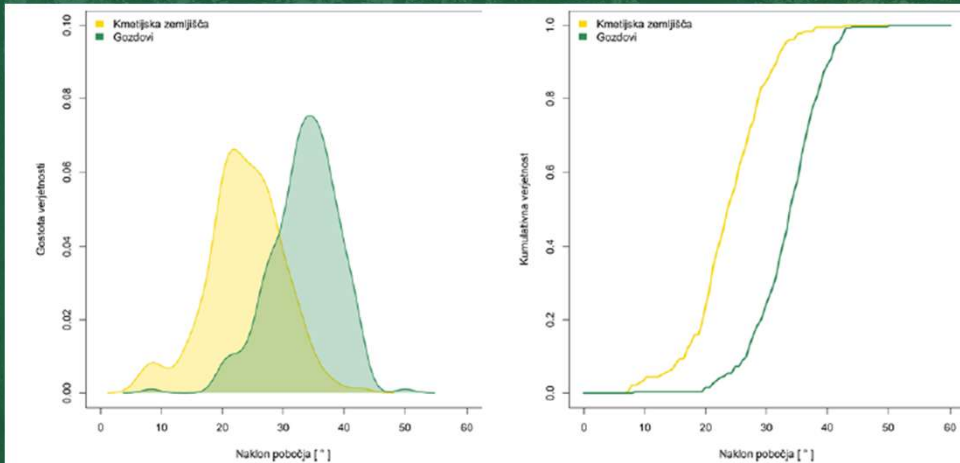 Kmetijska zemljišča
Gozdovi
0.10
0.08
0.06
0.04
0.02
0.00
Gostota verjetnosti
0 10 20 30 40 50 60
Naklon pobočja [ ° ]
Kmetijska zemljišča
Gozdovi
1.0
0.8
0.6
0.4
0.2
0.0
Kumulativna verjetnost
0 10 20 30 40 50 60
Naklon pobočja [ ° ]